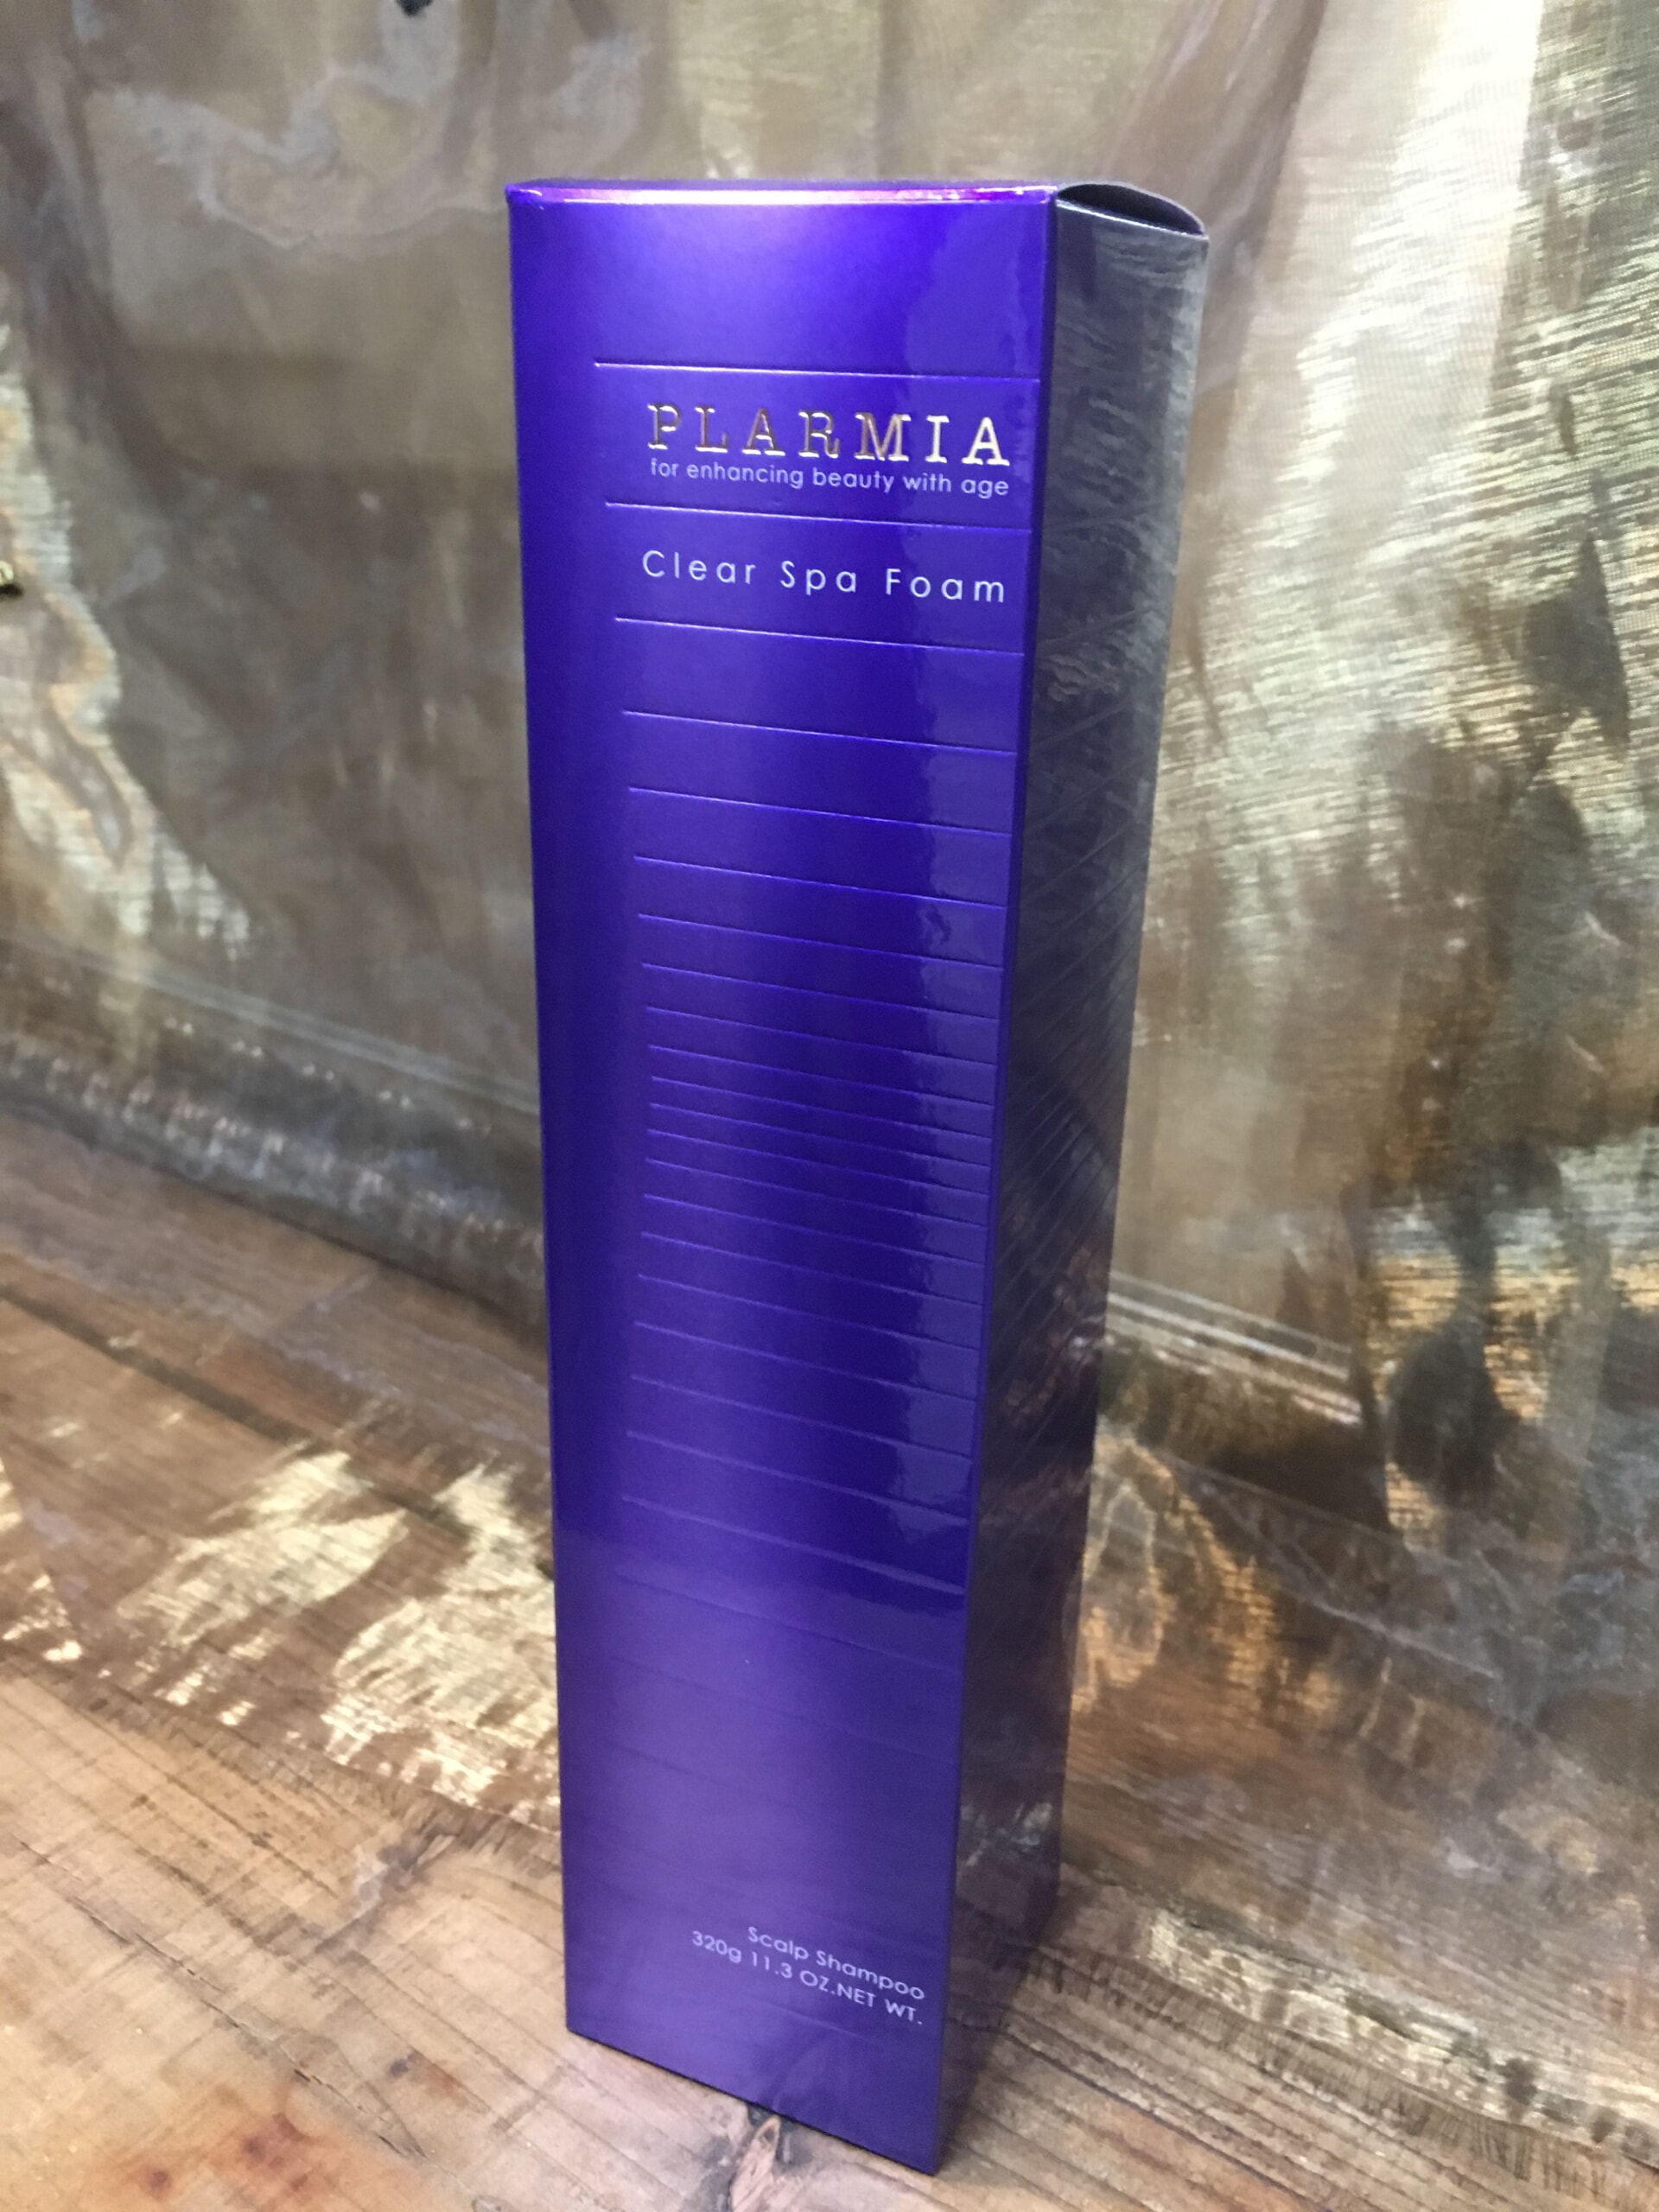 PLARMIA
for enhancing beauty with age
Clear Spa Foam
Scalp Shampoo
320g 11.3 OZ.NET WT.